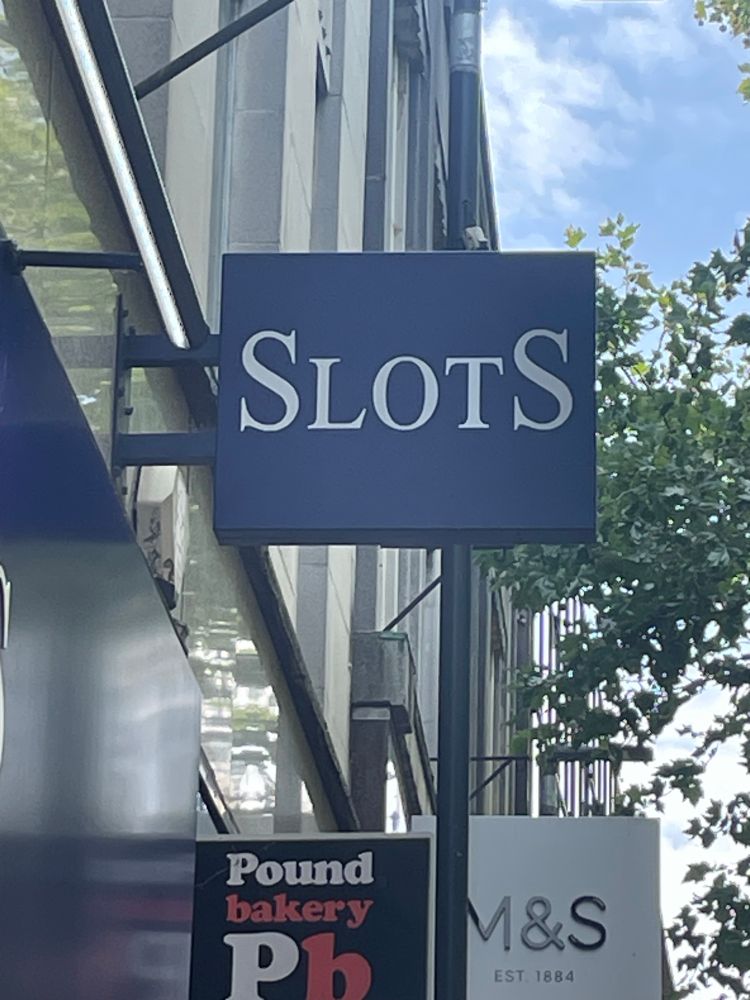 SLOTS
Pound
bakery
Pb
M&S
EST. 1884